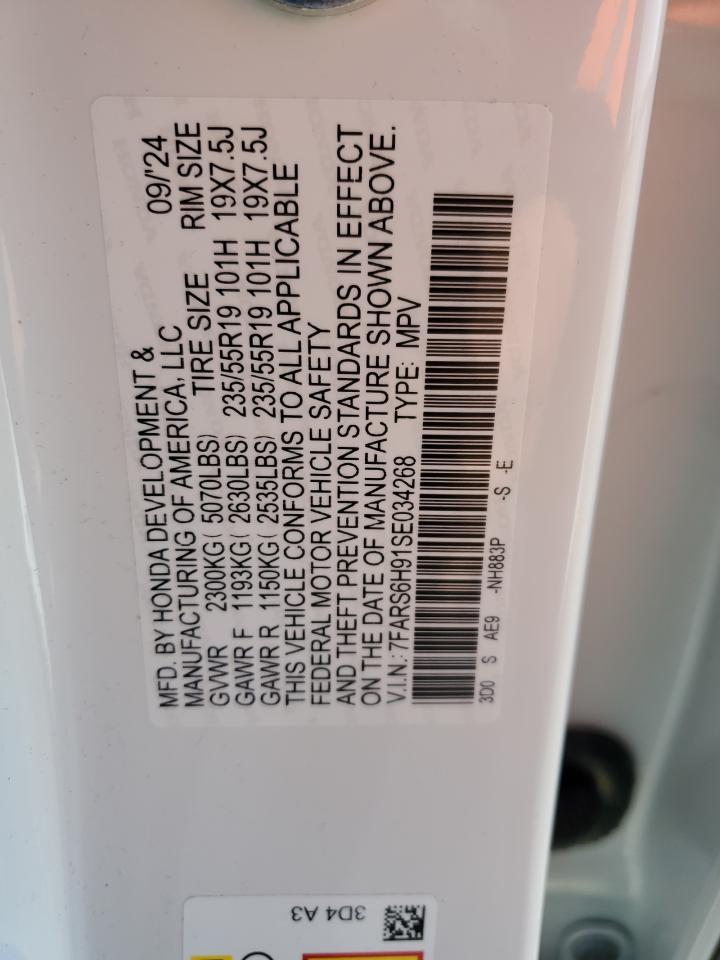 MFD. BY HONDA DEVELOPMENT & 09/'24
MANUFACTURING OF AMERICA, LLC
TIRE SIZE RIM SIZE
GVWR 2300KG( 5070LBS)
GAWR F 1193KG( 2630LBS) 235/55R19 101H 19X7.5J
GAWR R 1150KG( 2535LBS) 235/55R19 101H 19X7.5J
THIS VEHICLE CONFORMS TO ALL APPLICABLE
FEDERAL MOTOR VEHICLE SAFETY
AND THEFT PREVENTION STANDARDS IN EFFECT
ON THE DATE OF MANUFACTURE SHOWN ABOVE.
V.I.N.: 7FARS6H91SE034268 TYPE: MPV
3D0 S AE9 -NH883P -S -E
3D4 A3